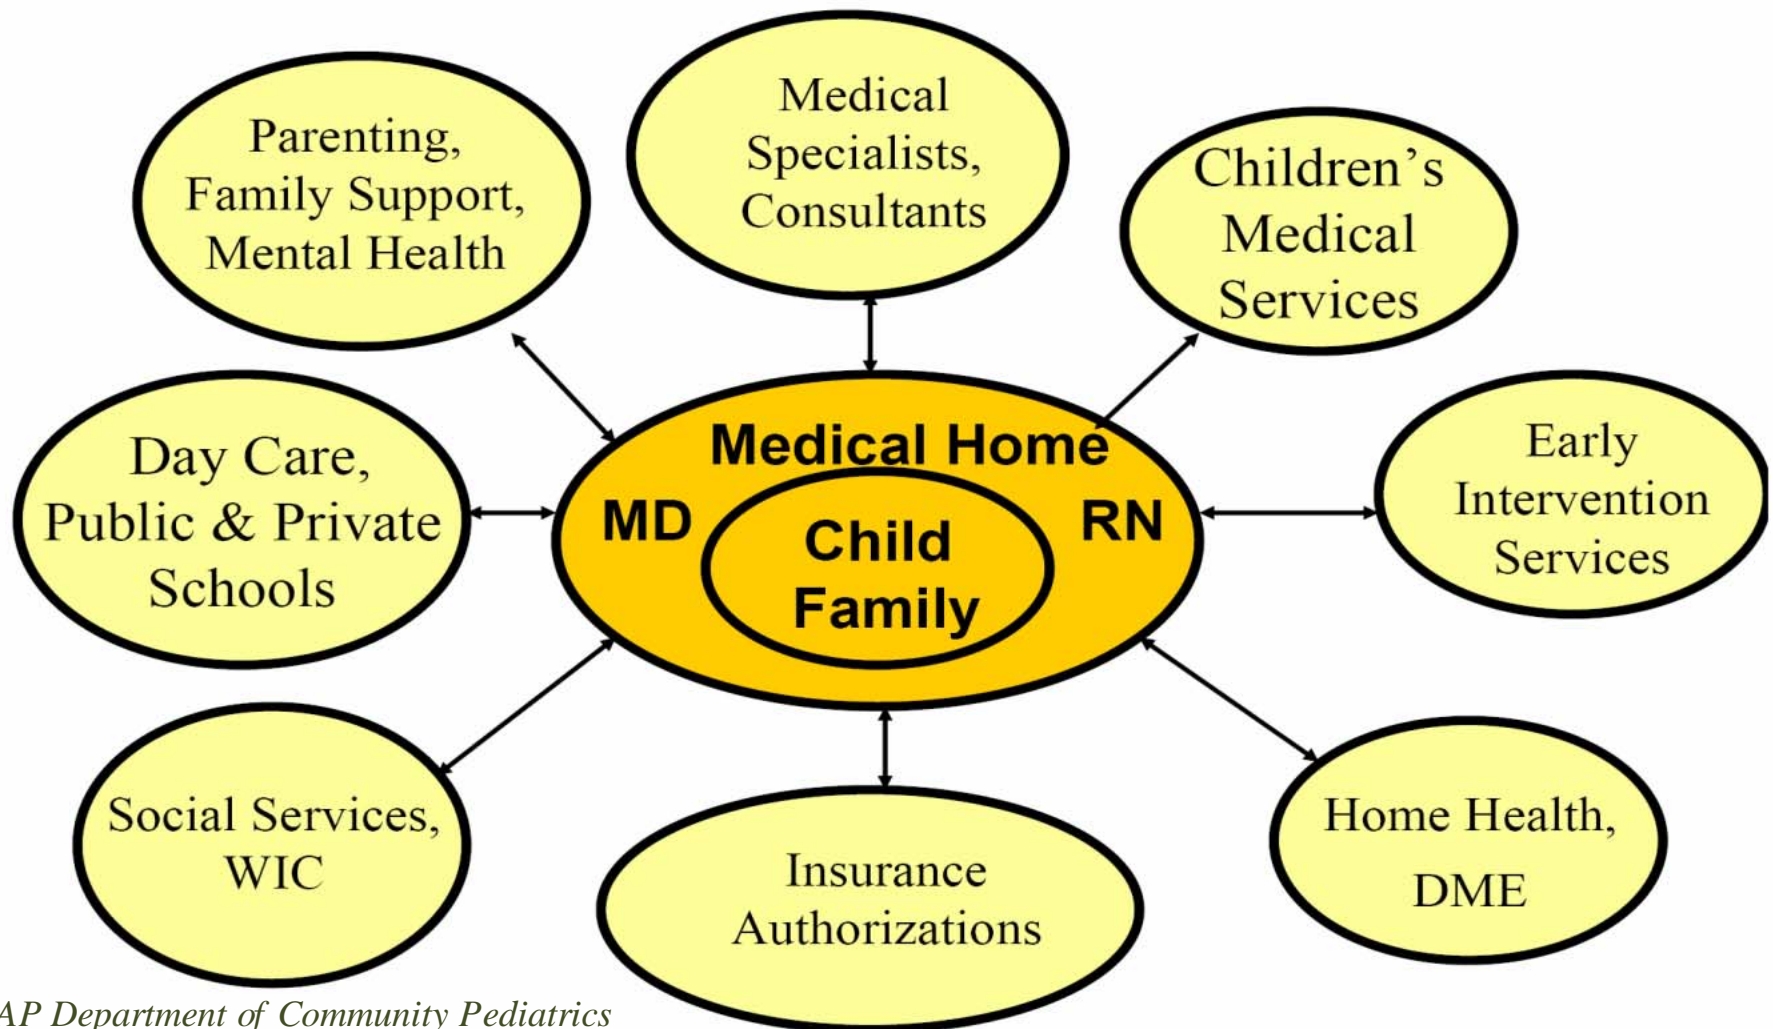 Parenting,
Family Support,
Mental Health
Medical
Specialists,
Consultants
Children’s
Medical
Services
Day Care,
Public & Private
Schools
Medical Home
MD
RN
Child
Family
Early
Intervention
Services
Social Services,
WIC
Insurance
Authorizations
Home Health,
DME
AP Department of Community Pediatrics